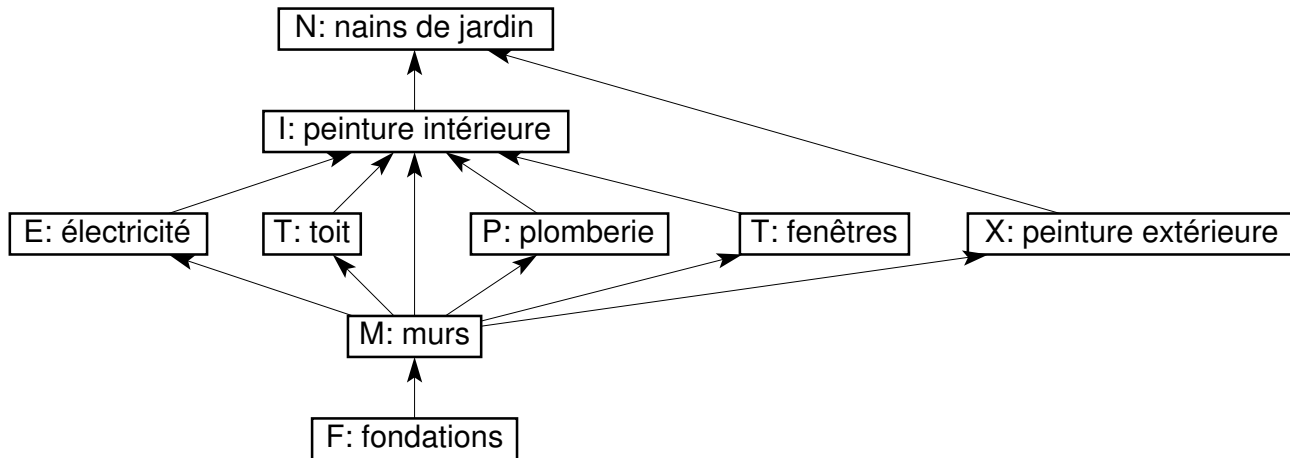 N: nains de jardin
I: peinture intérieure
E: électricité
T: toit
P: plomberie
T: fenêtres
X: peinture extérieure
M: murs
F: fondations